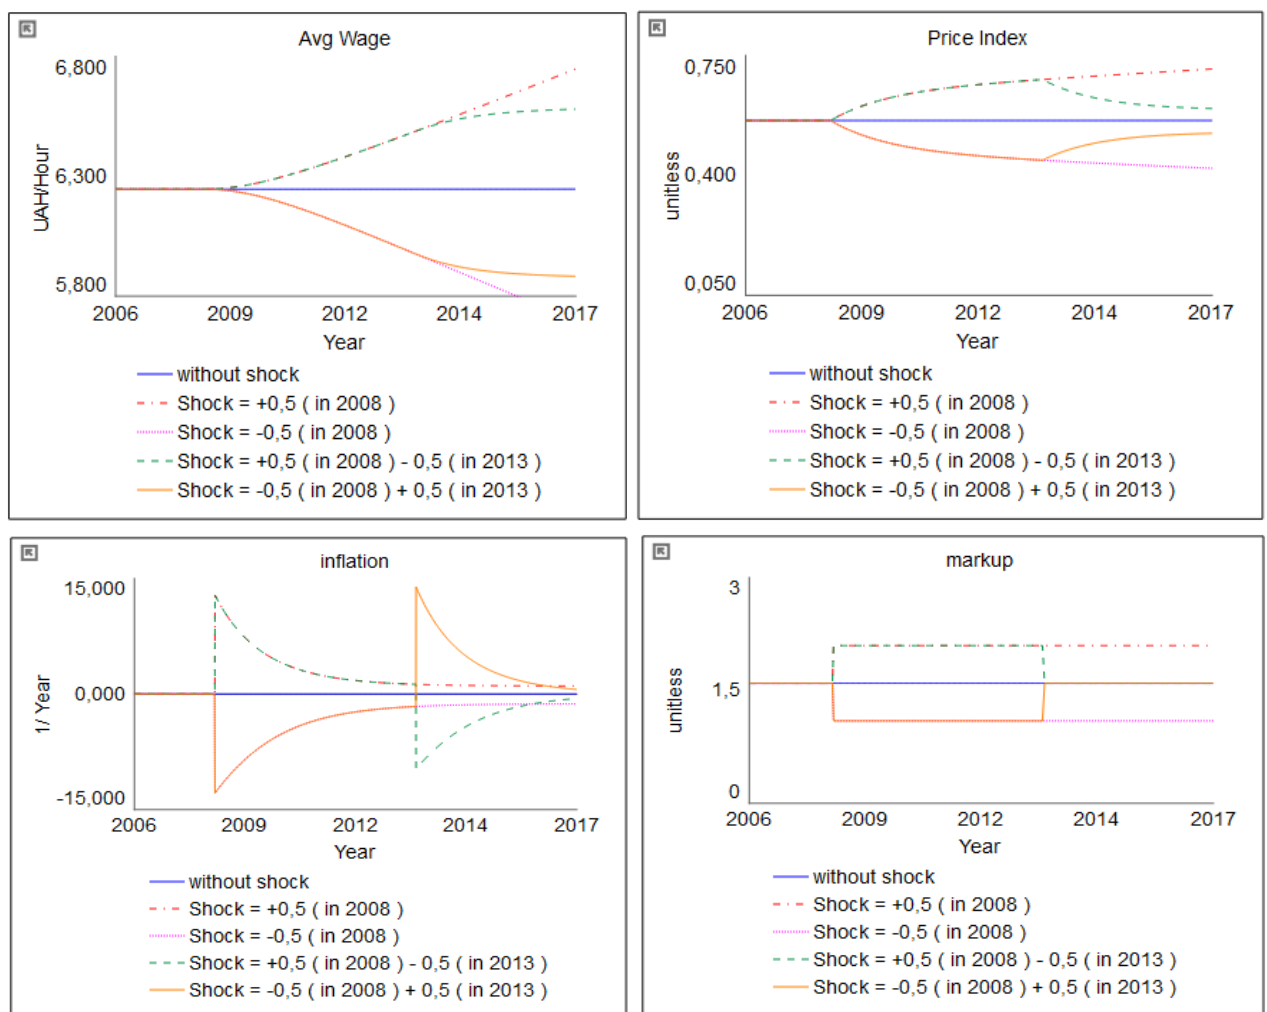 Avg Wage
6,800
6,300
5,800
UAH/Hour
2006 2009 2012 2014 2017
Year
without shock
Shock = +0,5 ( in 2008 )
Shock = -0,5 ( in 2008 )
Shock = +0,5 ( in 2008 ) - 0,5 ( in 2013 )
Shock = -0,5 ( in 2008 ) + 0,5 ( in 2013 )
Price Index
0,750
0,400
0,050
unitless
2006 2009 2012 2014 2017
Year
without shock
Shock = +0,5 ( in 2008 )
Shock = -0,5 ( in 2008 )
Shock = +0,5 ( in 2008 ) - 0,5 ( in 2013 )
Shock = -0,5 ( in 2008 ) + 0,5 ( in 2013 )
inflation
15,000
0,000
-15,000
1/ Year
2006 2009 2012 2014 2017
Year
without shock
Shock = +0,5 ( in 2008 )
Shock = -0,5 ( in 2008 )
Shock = +0,5 ( in 2008 ) - 0,5 ( in 2013 )
Shock = -0,5 ( in 2008 ) + 0,5 ( in 2013 )
markup
3
1,5
0
unitless
2006 2009 2012 2014 2017
Year
without shock
Shock = +0,5 ( in 2008 )
Shock = -0,5 ( in 2008 )
Shock = +0,5 ( in 2008 ) - 0,5 ( in 2013 )
Shock = -0,5 ( in 2008 ) + 0,5 ( in 2013 )